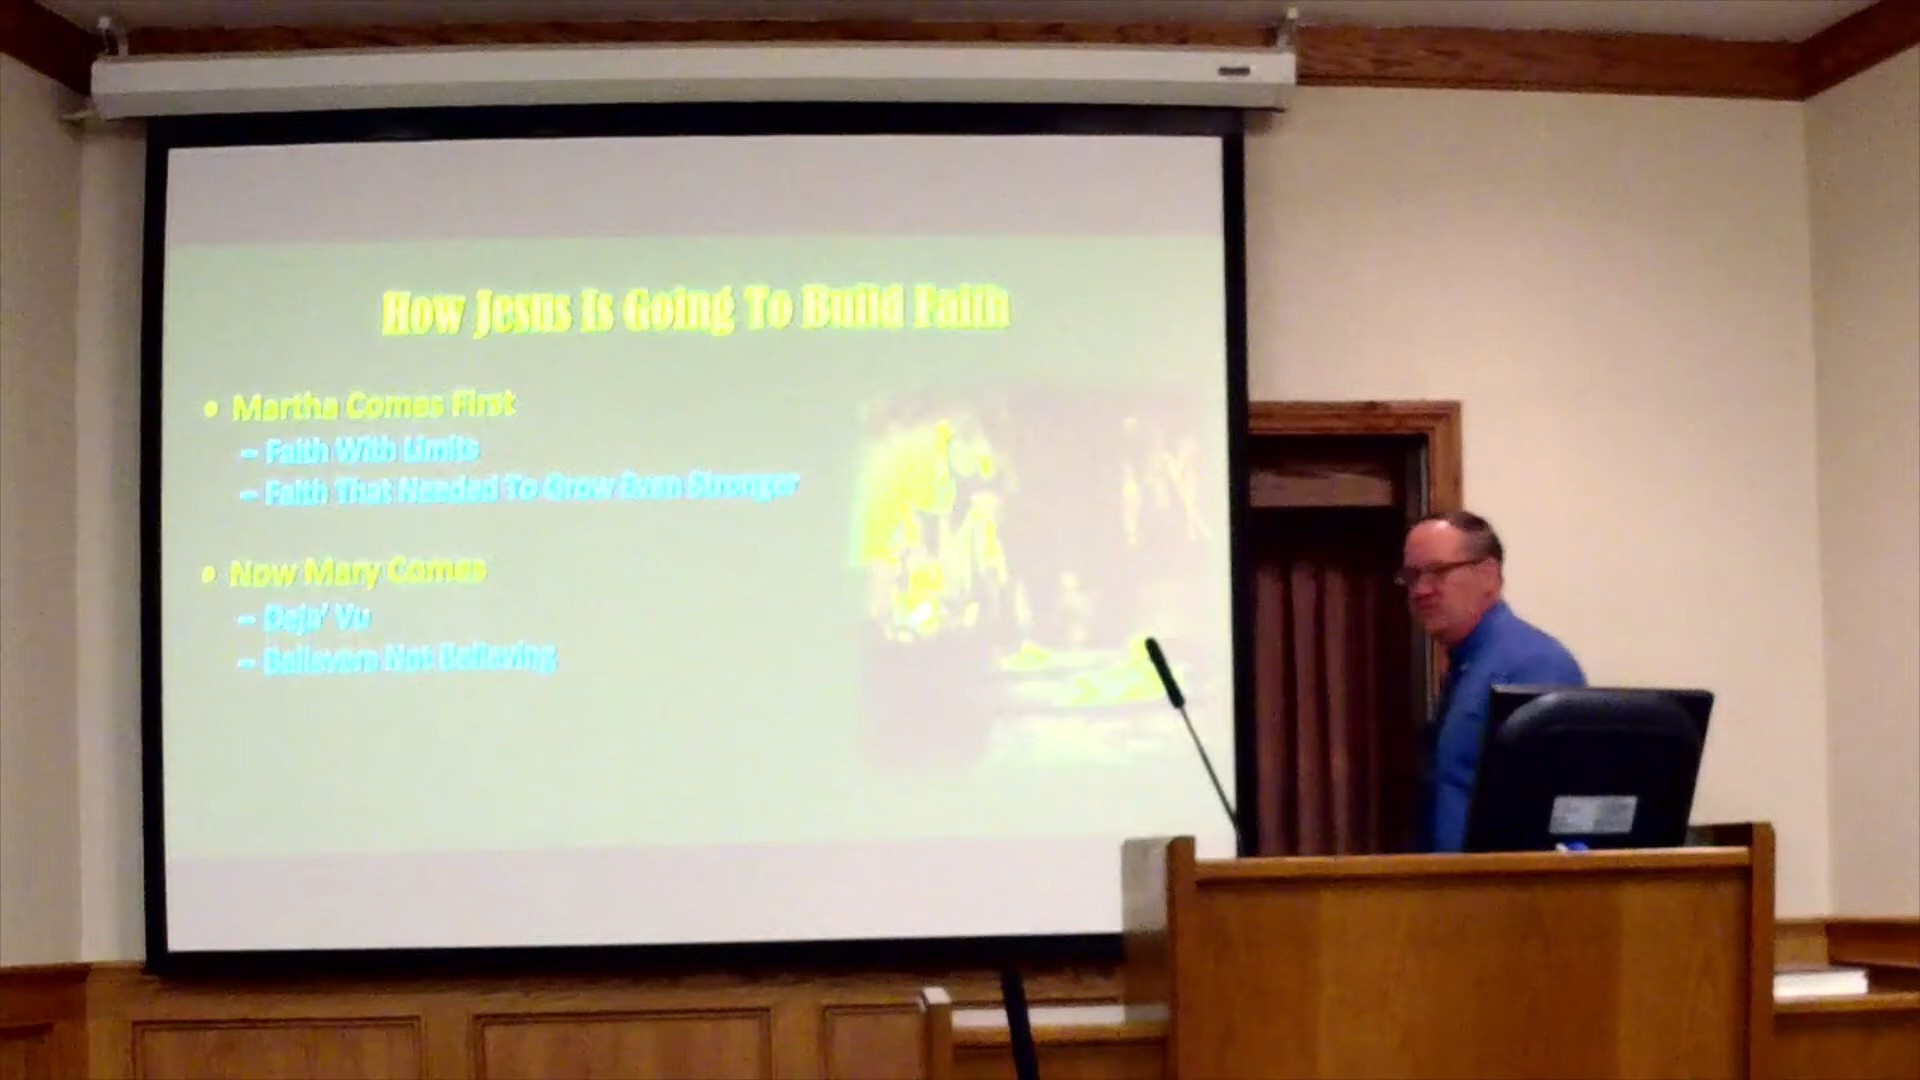 How Jesus Is Going To Build Faith
• Martha Comes First
– Faith With Limits
– Faith That Needed To Grow Even Stronger
• Now Mary Comes
– Deja' Vu
– Believers Not Believing